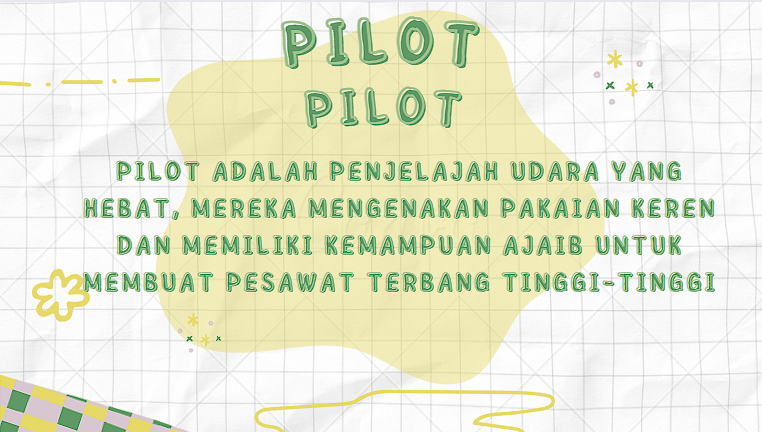 PILOT
PILOT
PILOT ADALAH PENJELAJAH UDARA YANG
HEBAT, MEREKA MENGENAKAN PAKAIAN KEREN
DAN MEMILIKI KEMAMPUAN AJAIB UNTUK
MEMBUAT PESAWAT TERBANG TINGGI-TINGGI